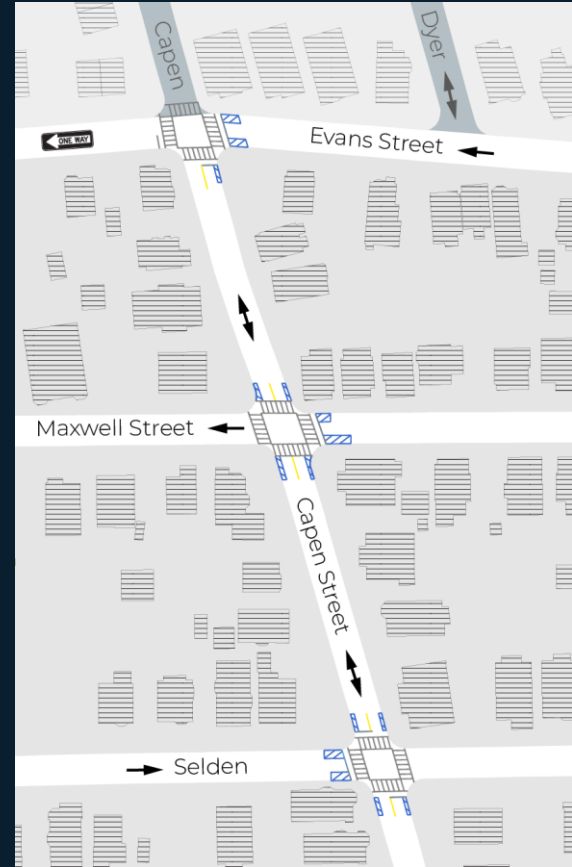 Capen
Dyer
ONE WAY
Evans Street
Maxwell Street
Capen Street
Selden